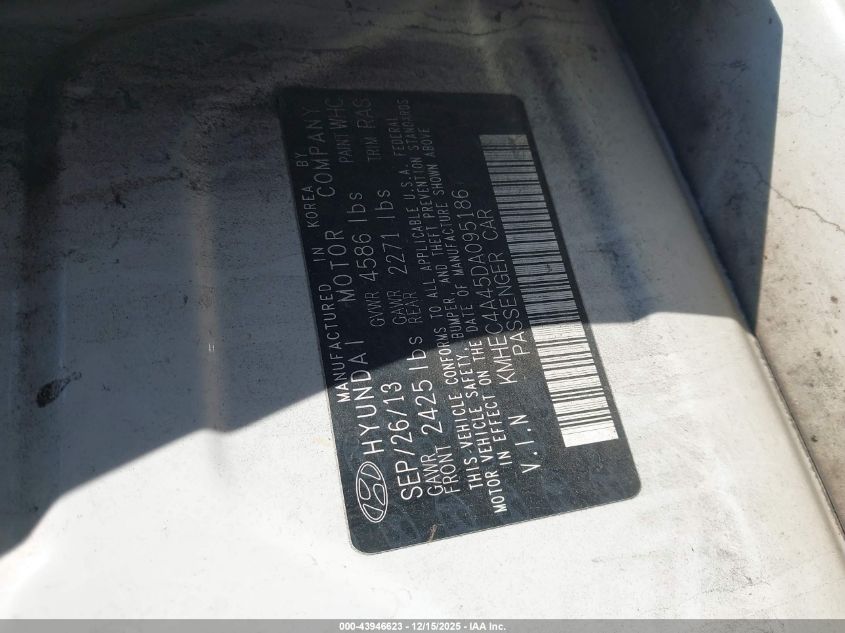 MANUFACTURED IN KOREA BY
HYUNDAI MOTOR COMPANY
SEP/26/13 GVWR 4586 lbs PAINT WHC
GAWR FRONT 2425 lbs GAWR REAR 2271 lbs TRIM RAS
THIS VEHICLE CONFORMS TO ALL APPLICABLE U.S.A. FEDERAL
MOTOR VEHICLE SAFETY, BUMPER AND THEFT PREVENTION STANDARDS
IN EFFECT ON THE DATE OF MANUFACTURE SHOWN ABOVE
V.I.N KMHEC4A45DA095186
PASSENGER CAR
000-43946623 - 12/15/2025 - IAA Inc.